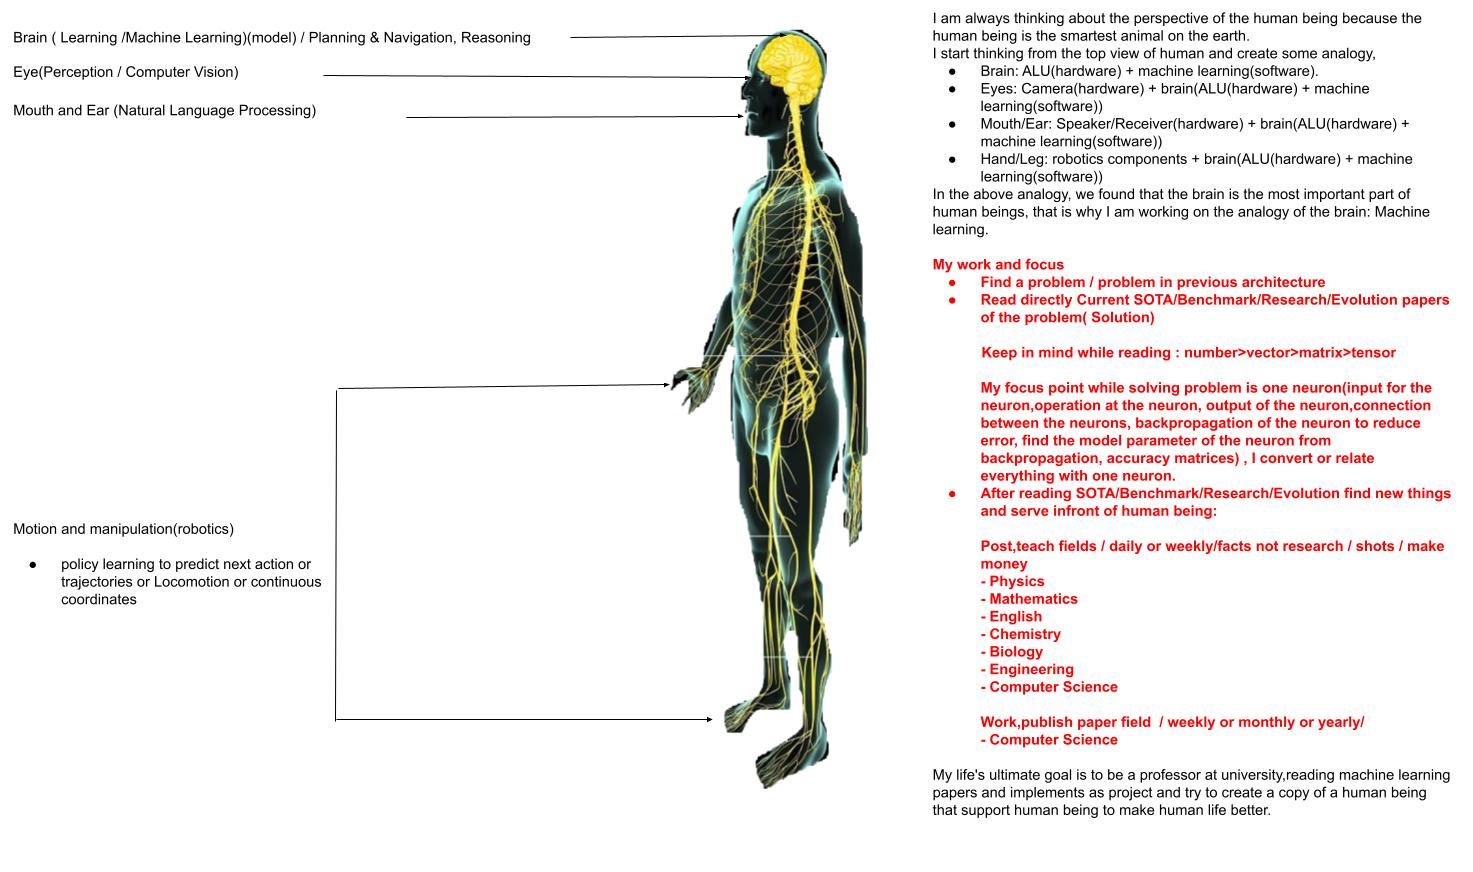 Brain ( Learning /Machine Learning)(model) / Planning & Navigation, Reasoning
Eye(Perception / Computer Vision)
Mouth and Ear (Natural Language Processing)
Motion and manipulation(robotics)
● policy learning to predict next action or
trajectories or Locomotion or continuous
coordinates
I am always thinking about the perspective of the human being because the
human being is the smartest animal on the earth.
I start thinking from the top view of human and create some analogy,
● Brain: ALU(hardware) + machine learning(software).
● Eyes: Camera(hardware) + brain(ALU(hardware) + machine
learning(software))
● Mouth/Ear: Speaker/Receiver(hardware) + brain(ALU(hardware) +
machine learning(software))
● Hand/Leg: robotics components + brain(ALU(hardware) + machine
learning(software))
In the above analogy, we found that the brain is the most important part of
human beings, that is why I am working on the analogy of the brain: Machine
learning.
My work and focus
● Find a problem / problem in previous architecture
● Read directly Current SOTA/Benchmark/Research/Evolution papers
of the problem( Solution)
Keep in mind while reading : number>vector>matrix>tensor
My focus point while solving problem is one neuron(input for the
neuron,operation at the neuron, output of the neuron,connection
between the neurons, backpropagation of the neuron to reduce
error, find the model parameter of the neuron from
backpropagation, accuracy matrices) , I convert or relate
everything with one neuron.
● After reading SOTA/Benchmark/Research/Evolution find new things
and serve infront of human being:
Post,teach fields / daily or weekly/facts not research / shots / make
money
- Physics
- Mathematics
- English
- Chemistry
- Biology
- Engineering
- Computer Science
Work,publish paper field / weekly or monthly or yearly/
- Computer Science
My life's ultimate goal is to be a professor at university,reading machine learning
papers and implements as project and try to create a copy of a human being
that support human being to make human life better.